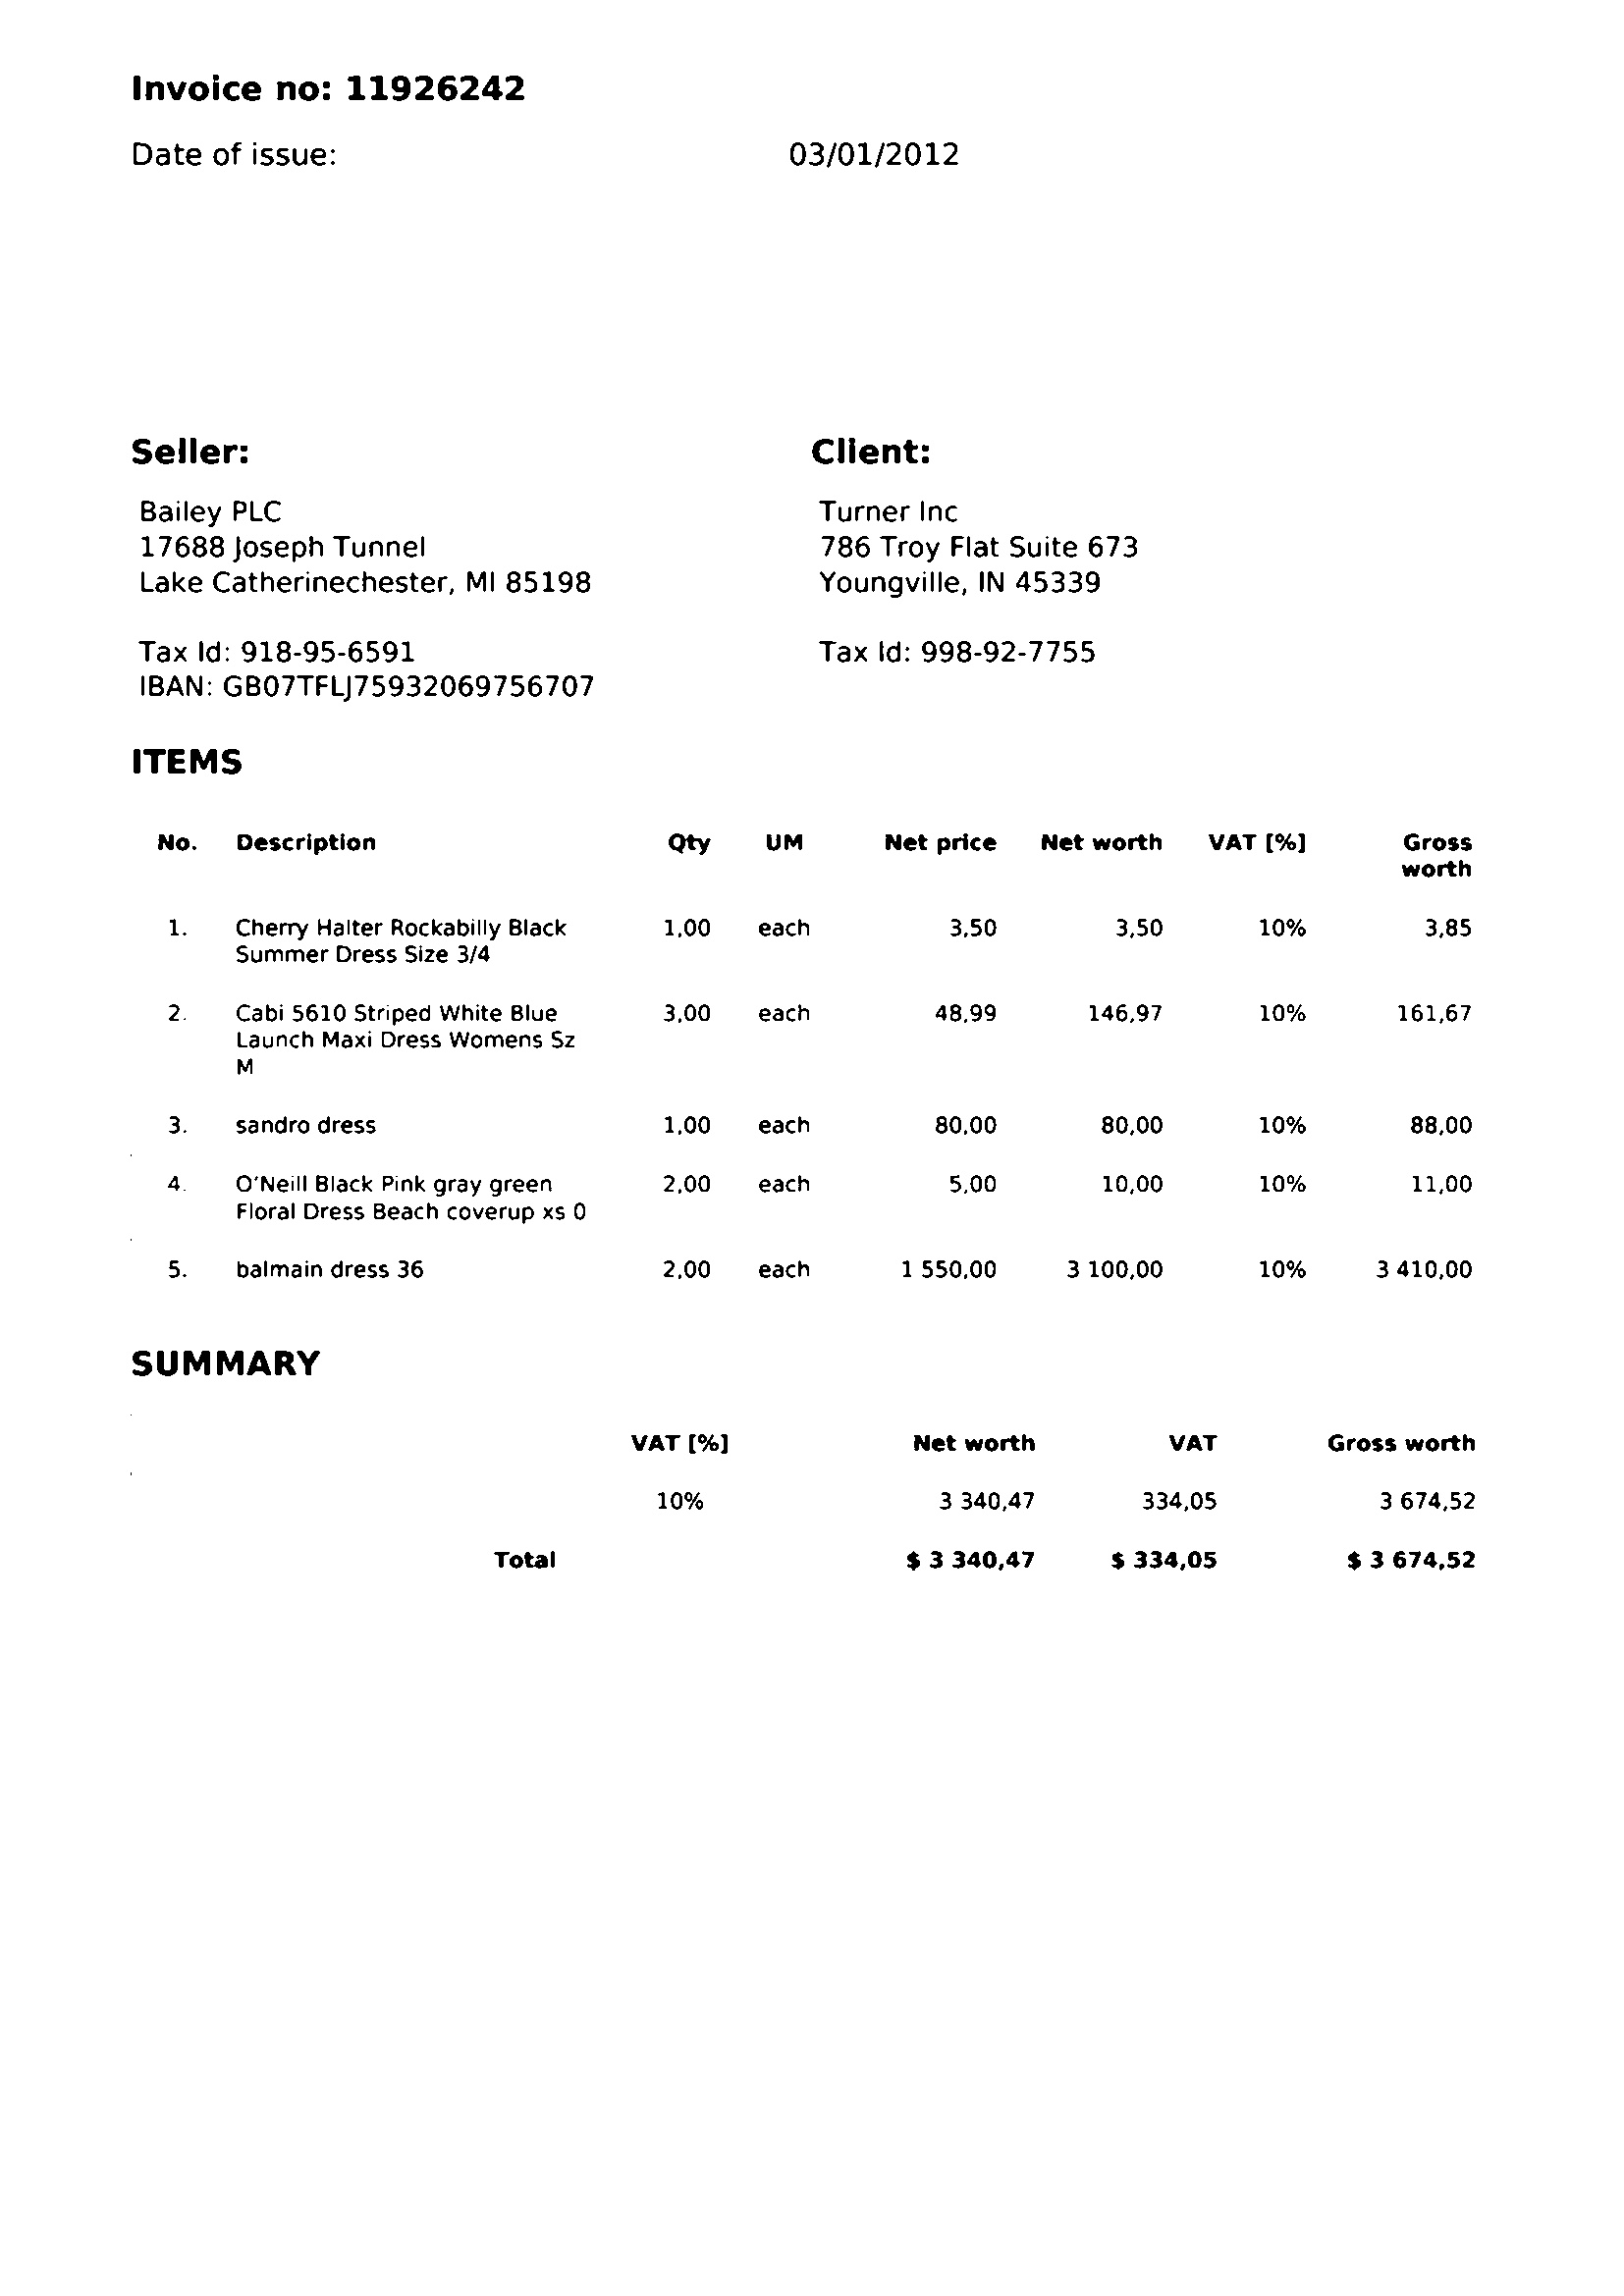 Invoice no: 11926242
Date of issue: 03/01/2012
Seller:
Bailey PLC
17688 Joseph Tunnel
Lake Catherinechester, MI 85198
Tax Id: 918-95-6591
IBAN: GB07TFLJ75932069756707
Client:
Turner Inc
786 Troy Flat Suite 673
Youngville, IN 45339
Tax Id: 998-92-7755
ITEMS
No. Description Qty UM Net price Net worth VAT [%] Gross
worth
1. Cherry Halter Rockabilly Black 1,00 each 3,50 3,50 10% 3,85
Summer Dress Size 3/4
2. Cabi 5610 Striped White Blue 3,00 each 48,99 146,97 10% 161,67
Launch Maxi Dress Womens Sz
M
3. sandro dress 1,00 each 80,00 80,00 10% 88,00
4. O'Neill Black Pink gray green 2,00 each 5,00 10,00 10% 11,00
Floral Dress Beach coverup xs 0
5. balmain dress 36 2,00 each 1 550,00 3 100,00 10% 3 410,00
SUMMARY
VAT [%] Net worth VAT Gross worth
10% 3 340,47 334,05 3 674,52
Total $ 3 340,47 $ 334,05 $ 3 674,52